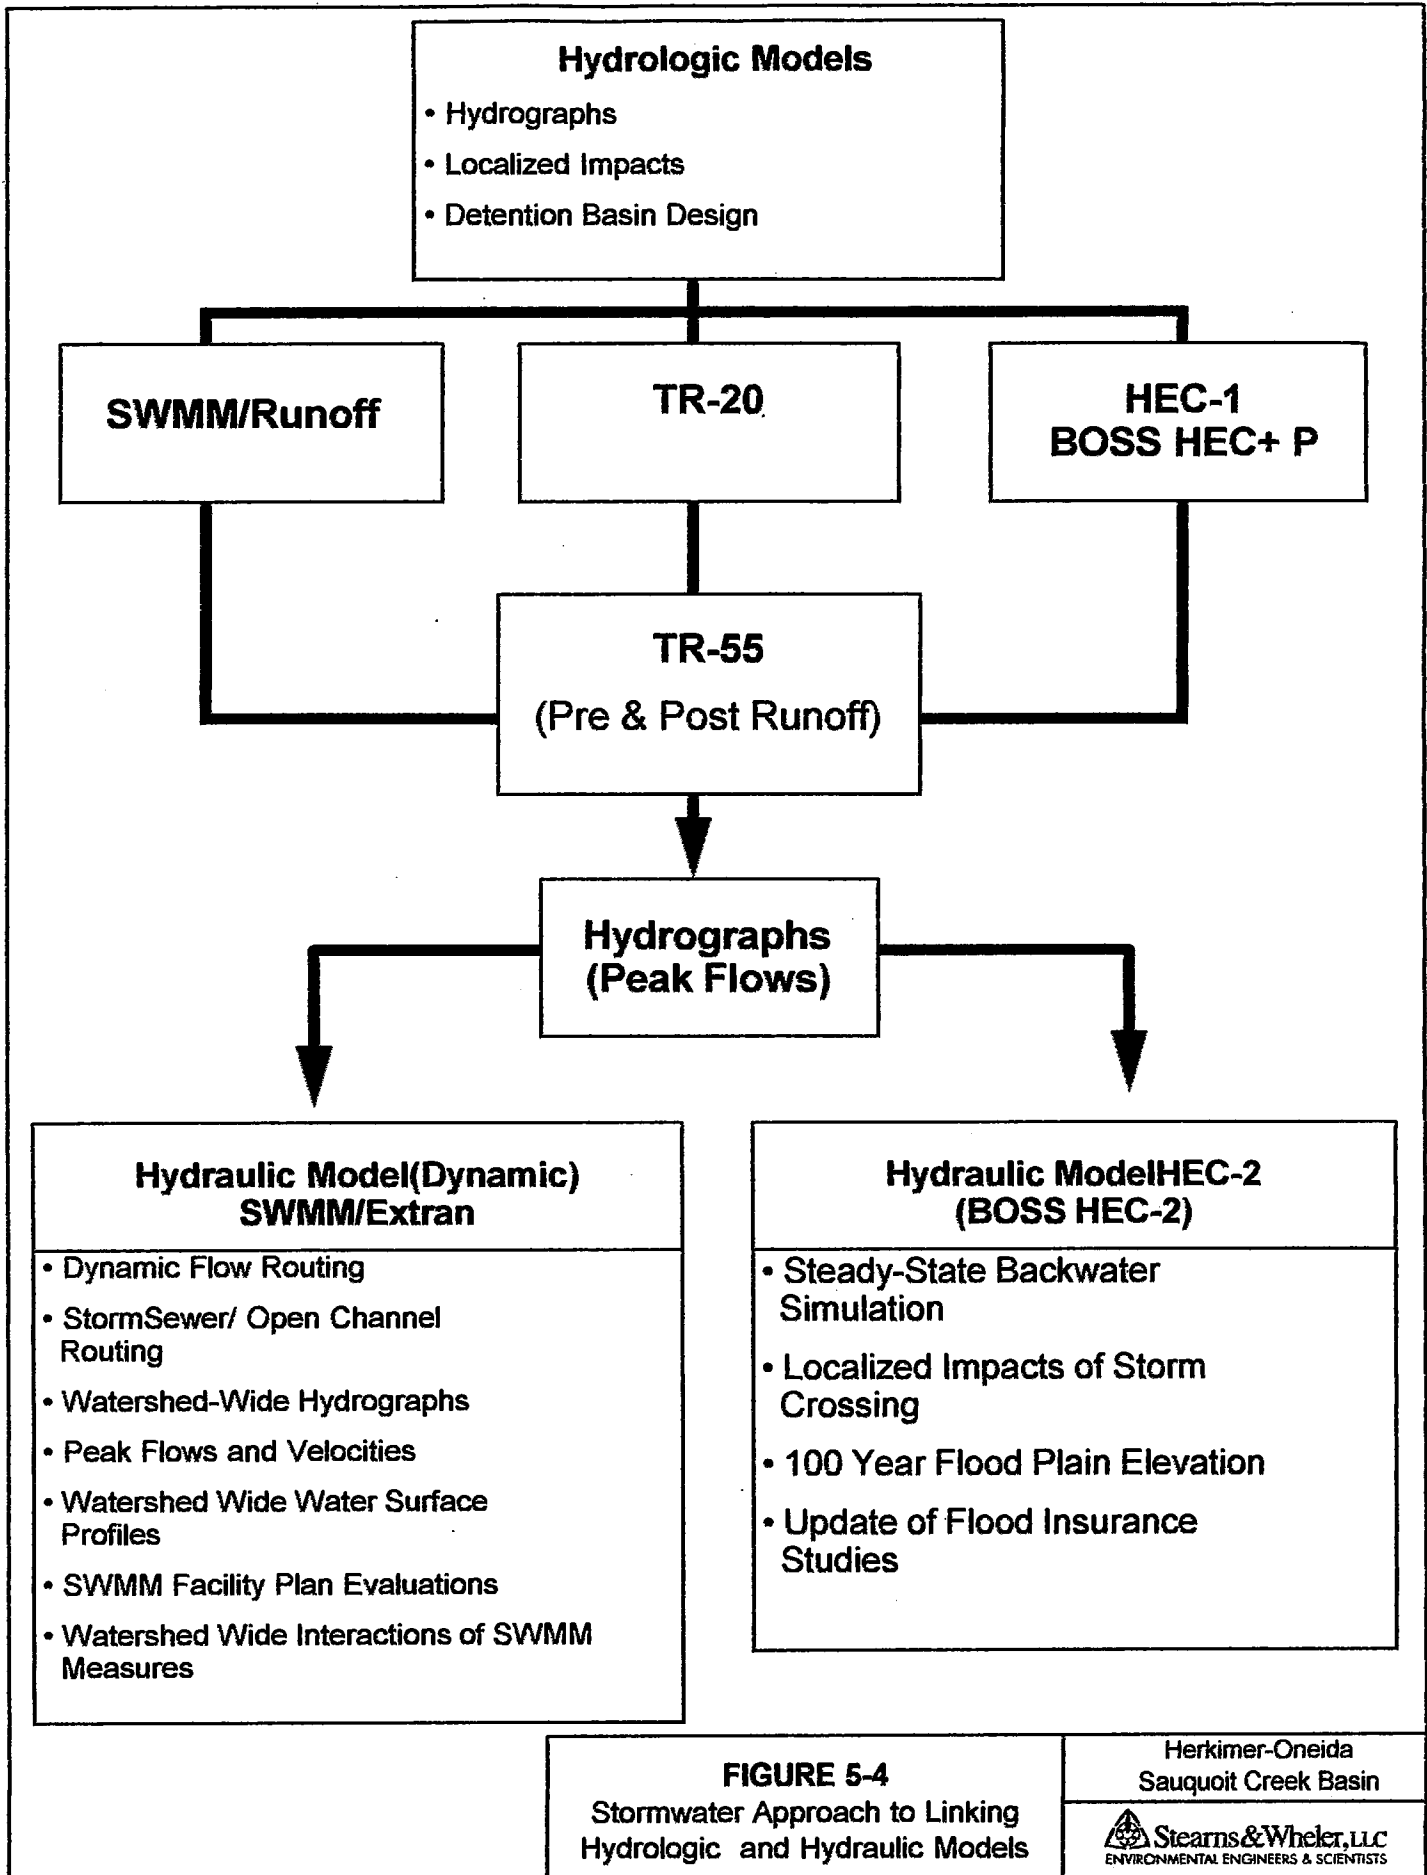 Hydrologic Models
• Hydrographs
• Localized Impacts
• Detention Basin Design
SWMM/Runoff
TR-20
HEC-1
BOSS HEC+ P
TR-55
(Pre & Post Runoff)
Hydrographs
(Peak Flows)
Hydraulic Model(Dynamic)
SWMM/Extran
• Dynamic Flow Routing
• StormSewer/ Open Channel
Routing
• Watershed-Wide Hydrographs
• Peak Flows and Velocities
• Watershed Wide Water Surface
Profiles
• SWMM Facility Plan Evaluations
• Watershed Wide Interactions of SWMM
Measures
Hydraulic ModelHEC-2
(BOSS HEC-2)
• Steady-State Backwater
Simulation
• Localized Impacts of Storm
Crossing
• 100 Year Flood Plain Elevation
• Update of Flood Insurance
Studies
FIGURE 5-4
Stormwater Approach to Linking
Hydrologic and Hydraulic Models
Herkimer-Oneida
Sauquoit Creek Basin
Stearns&Wheler,LLC
ENVIRONMENTAL ENGINEERS & SCIENTISTS